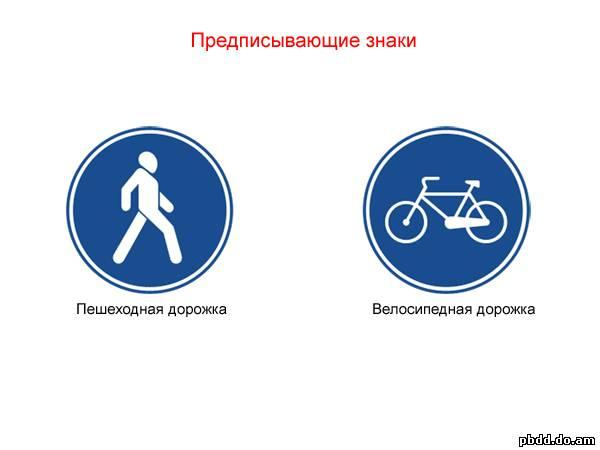 Предписывающие знаки
Пешеходная дорожка
Велосипедная дорожка
pbdd.do.am